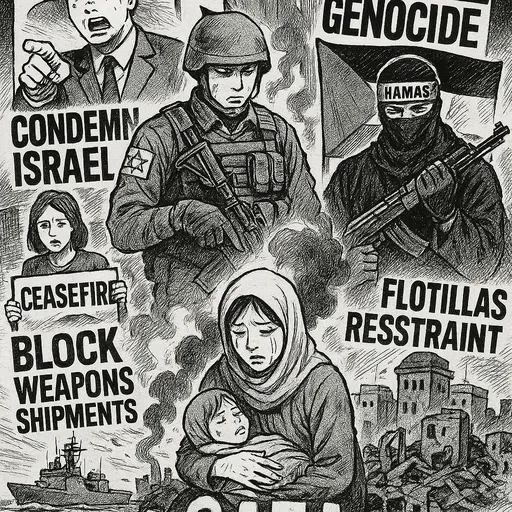 GENOCIDE
HAMAS
CONDEMN
ISRAEL
CEASEFIRE
FLOTILLAS
RESSTRAINT
BLOCK
WEAPONS
SHIPMENTS